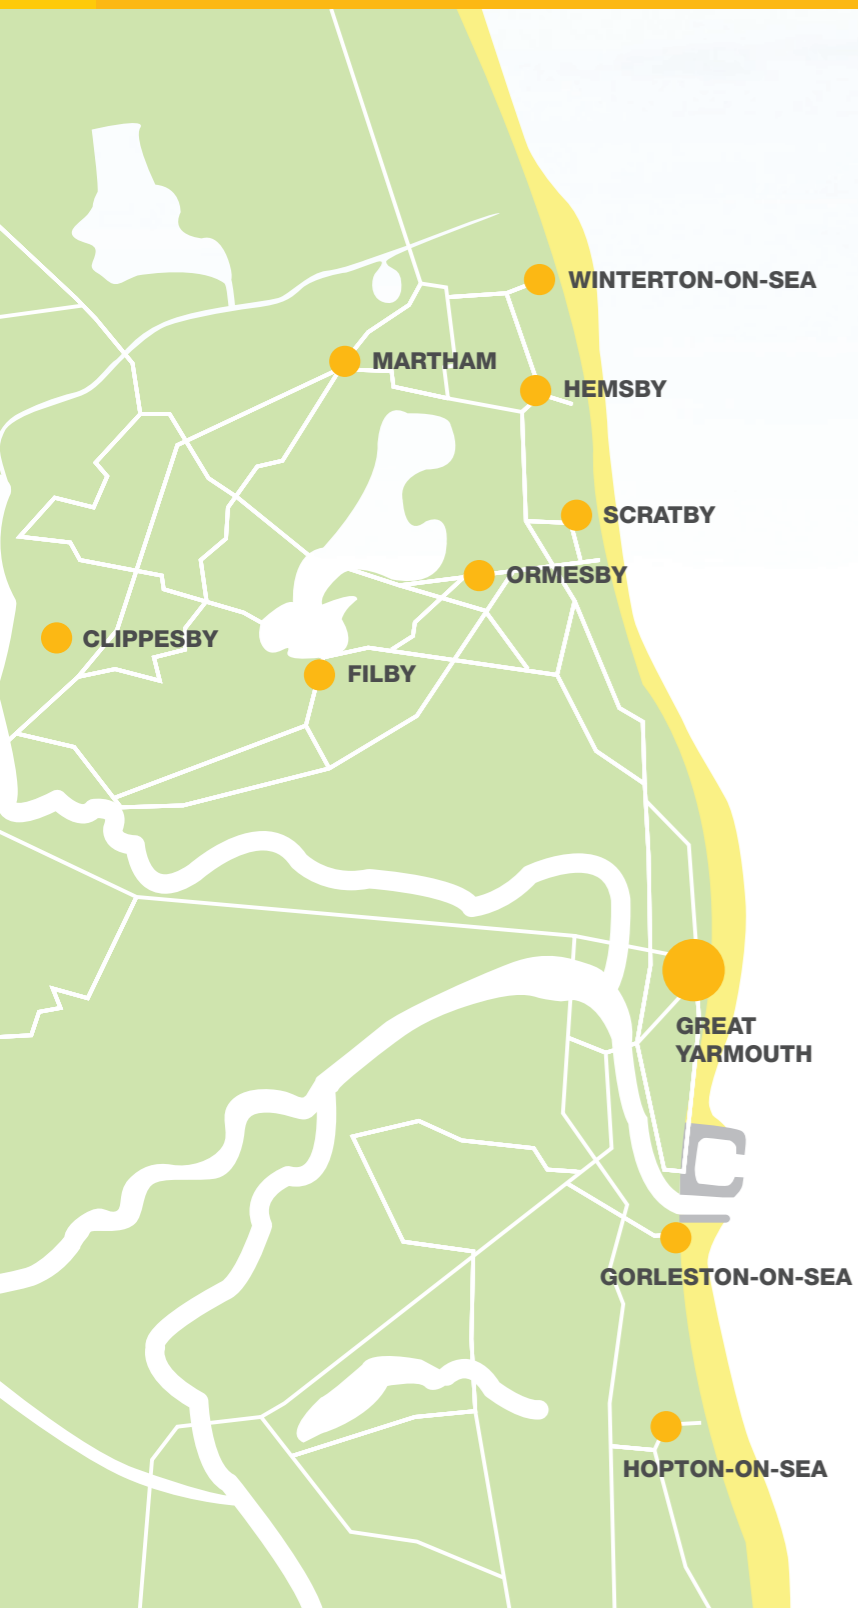 WINTERTON-ON-SEA
MARTHAM
HEMSBY
SCRATBY
ORMESBY
CLIPPESBY
FILBY
GREAT
YARMOUTH
GORLESTON-ON-SEA
HOPTON-ON-SEA